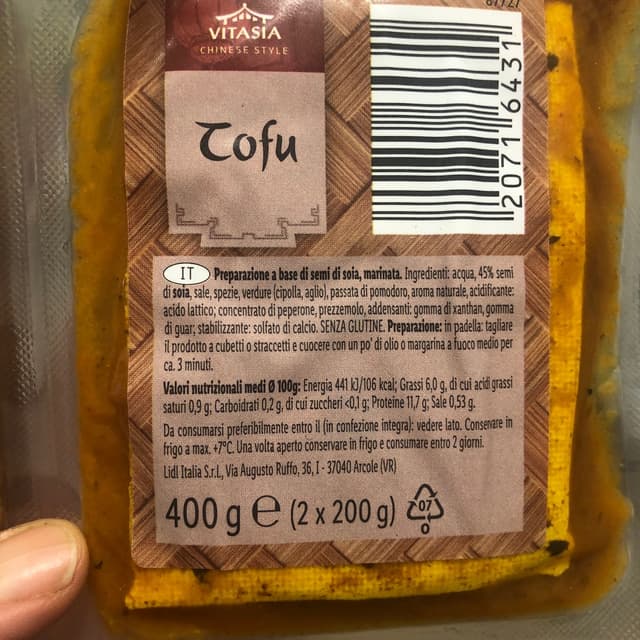 VITASIA
CHINESE STYLE
Tofu
20716431
IT Preparazione a base di semi di soia, marinata. Ingredienti: acqua, 45% semi
di soia, sale, spezie, verdure (cipolla, aglio), passata di pomodoro, aroma naturale, acidificante:
acido lattico; concentrato di peperone, prezzemolo, addensanti: gomma di xanthan, gomma
di guar; stabilizzante: solfato di calcio. SENZA GLUTINE. Preparazione: in padella: tagliare
il prodotto a cubetti o straccetti e cuocere con un po' di olio o margarina a fuoco medio per
ca. 3 minuti.
Valori nutrizionali medi Ø 100g: Energia 441 kJ/106 kcal; Grassi 6,0 g, di cui acidi grassi
saturi 0,9 g; Carboidrati 0,2 g, di cui zuccheri <0,1 g; Proteine 11,7 g; Sale 0,53 g.
Da consumarsi preferibilmente entro il (in confezione integra): vedere lato. Conservare in
frigo a max. +7°C. Una volta aperto conservare in frigo e consumare entro 2 giorni.
Lidl Italia S.r.L, Via Augusto Ruffo, 36, I - 37040 Arcole (VR)
400 g e (2 x 200 g) 07
O